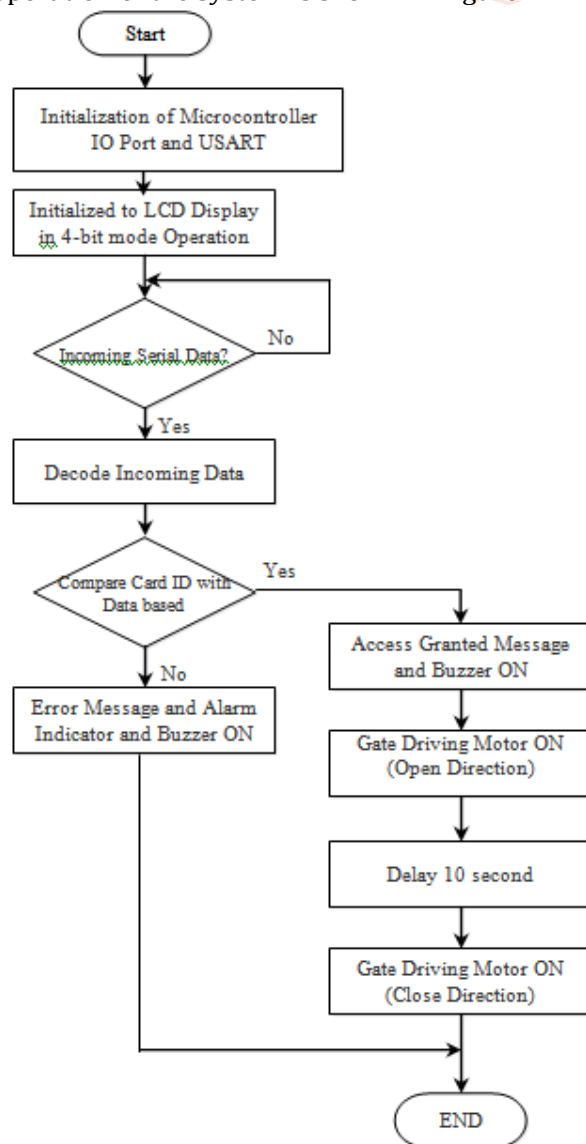 Start
Initialization of Microcontroller
IO Port and USART
Initialized to LCD Display
in 4-bit mode Operation
Incoming Serial Data?
No
Yes
Decode Incoming Data
Compare Card ID with
Data based
Yes
No
Error Message and Alarm
Indicator and Buzzer ON
Access Granted Message
and Buzzer ON
Gate Driving Motor ON
(Open Direction)
Delay 10 second
Gate Driving Motor ON
(Close Direction)
END